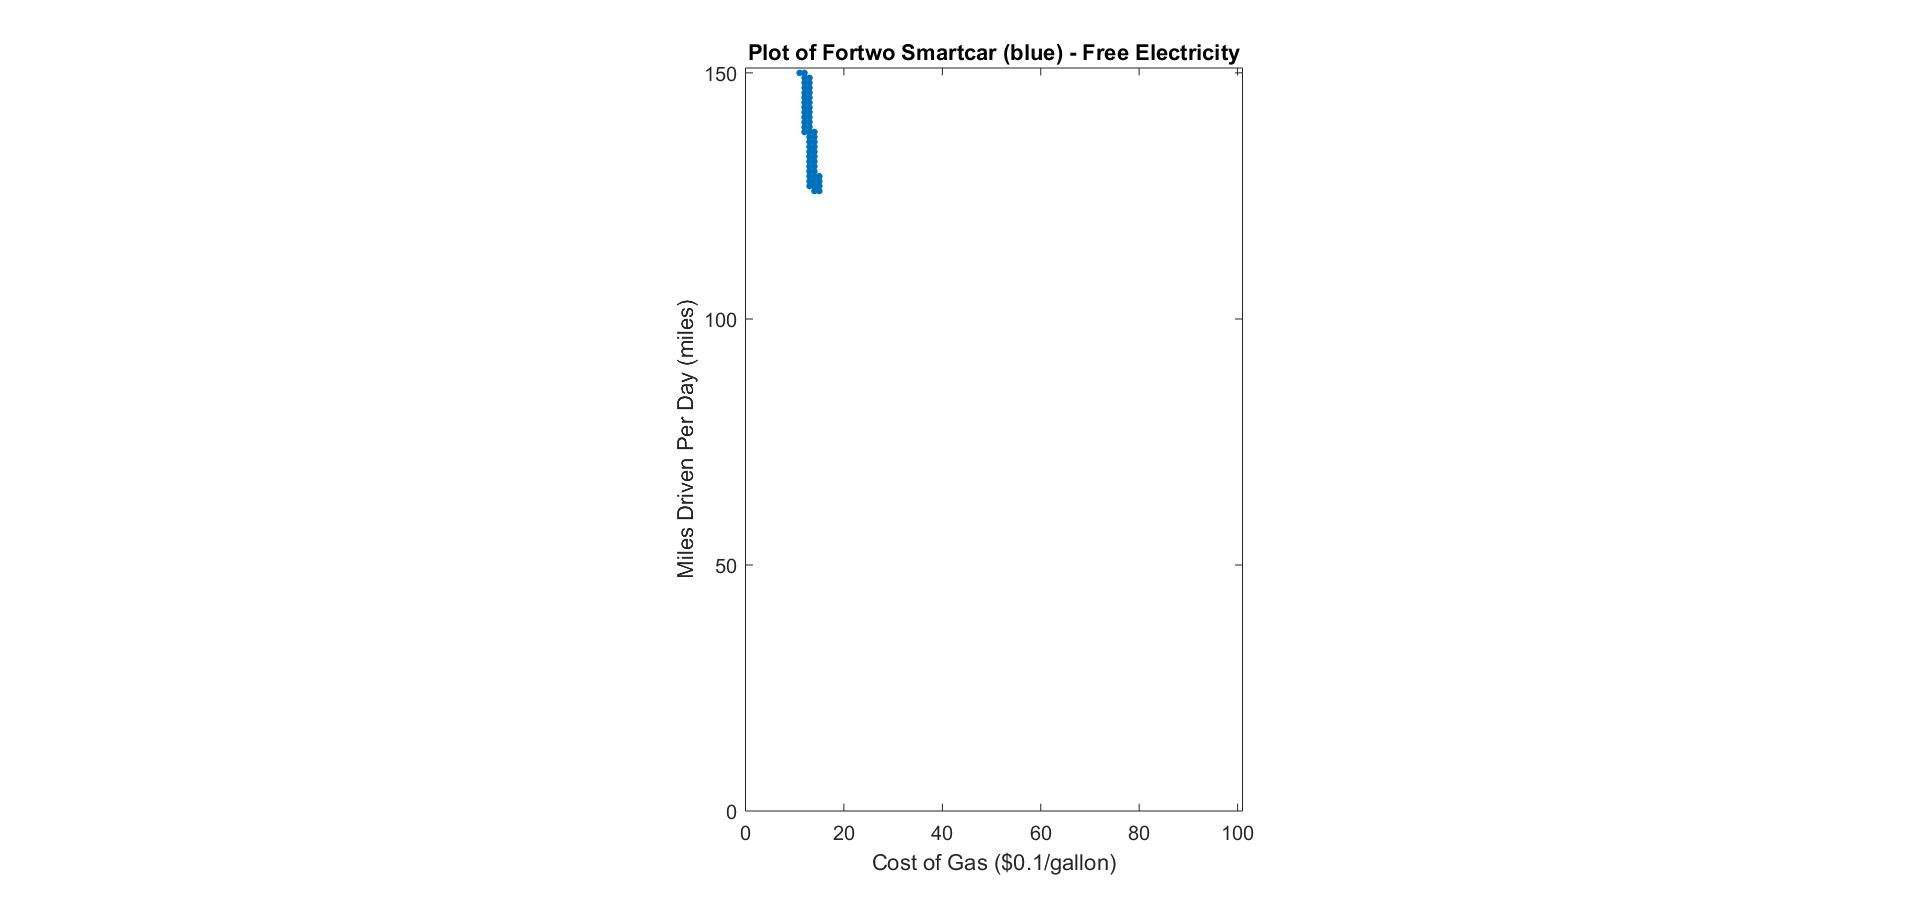 Plot of Fortwo Smartcar (blue) - Free Electricity
150
100
50
0
Miles Driven Per Day (miles)
0 20 40 60 80 100
Cost of Gas ($0.1/gallon)